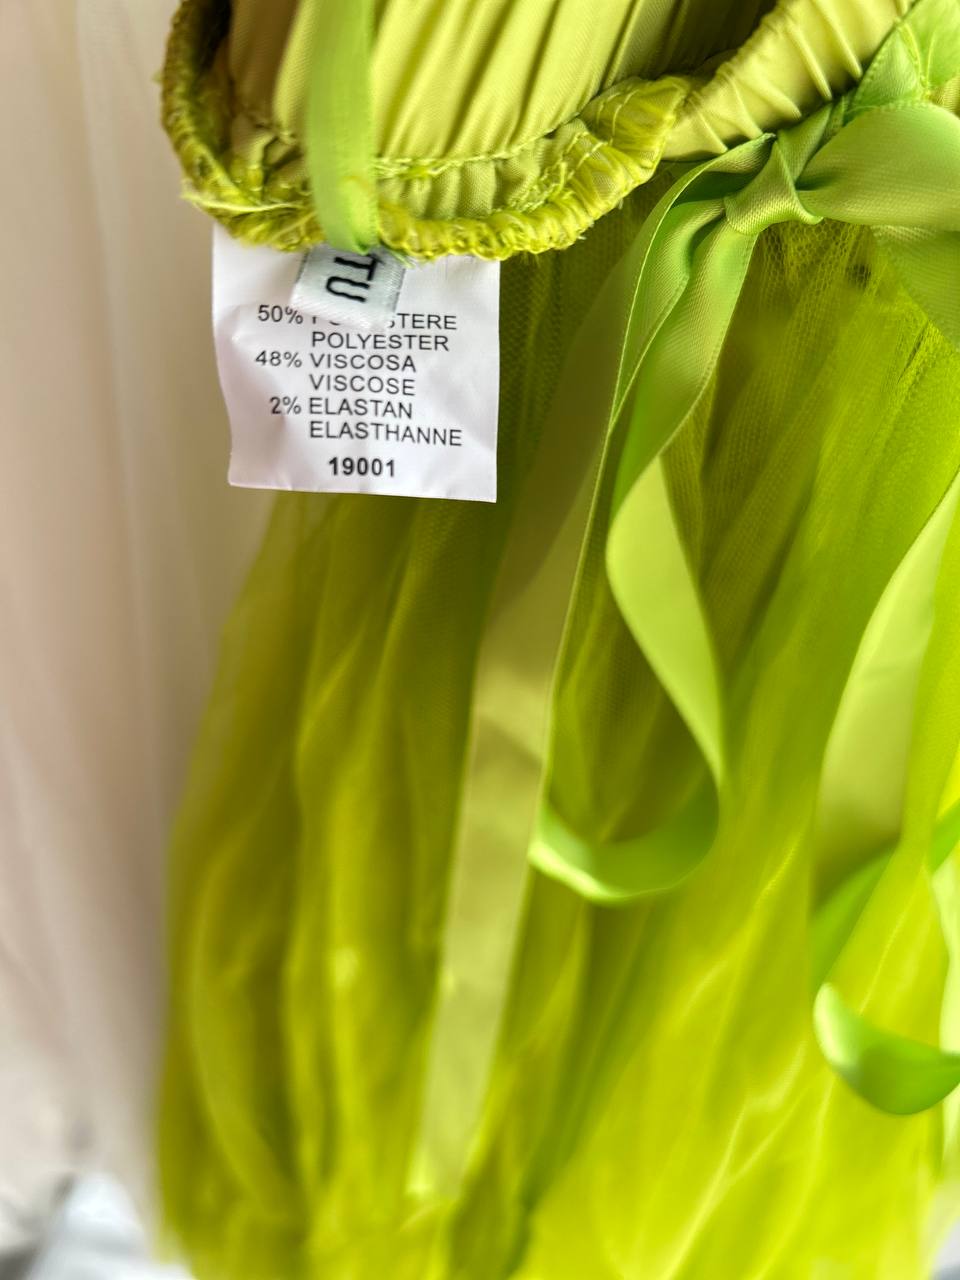 TU
50%
POLYESTER
48% VISCOSA
VISCOSE
2% ELASTAN
ELASTHANNE
19001